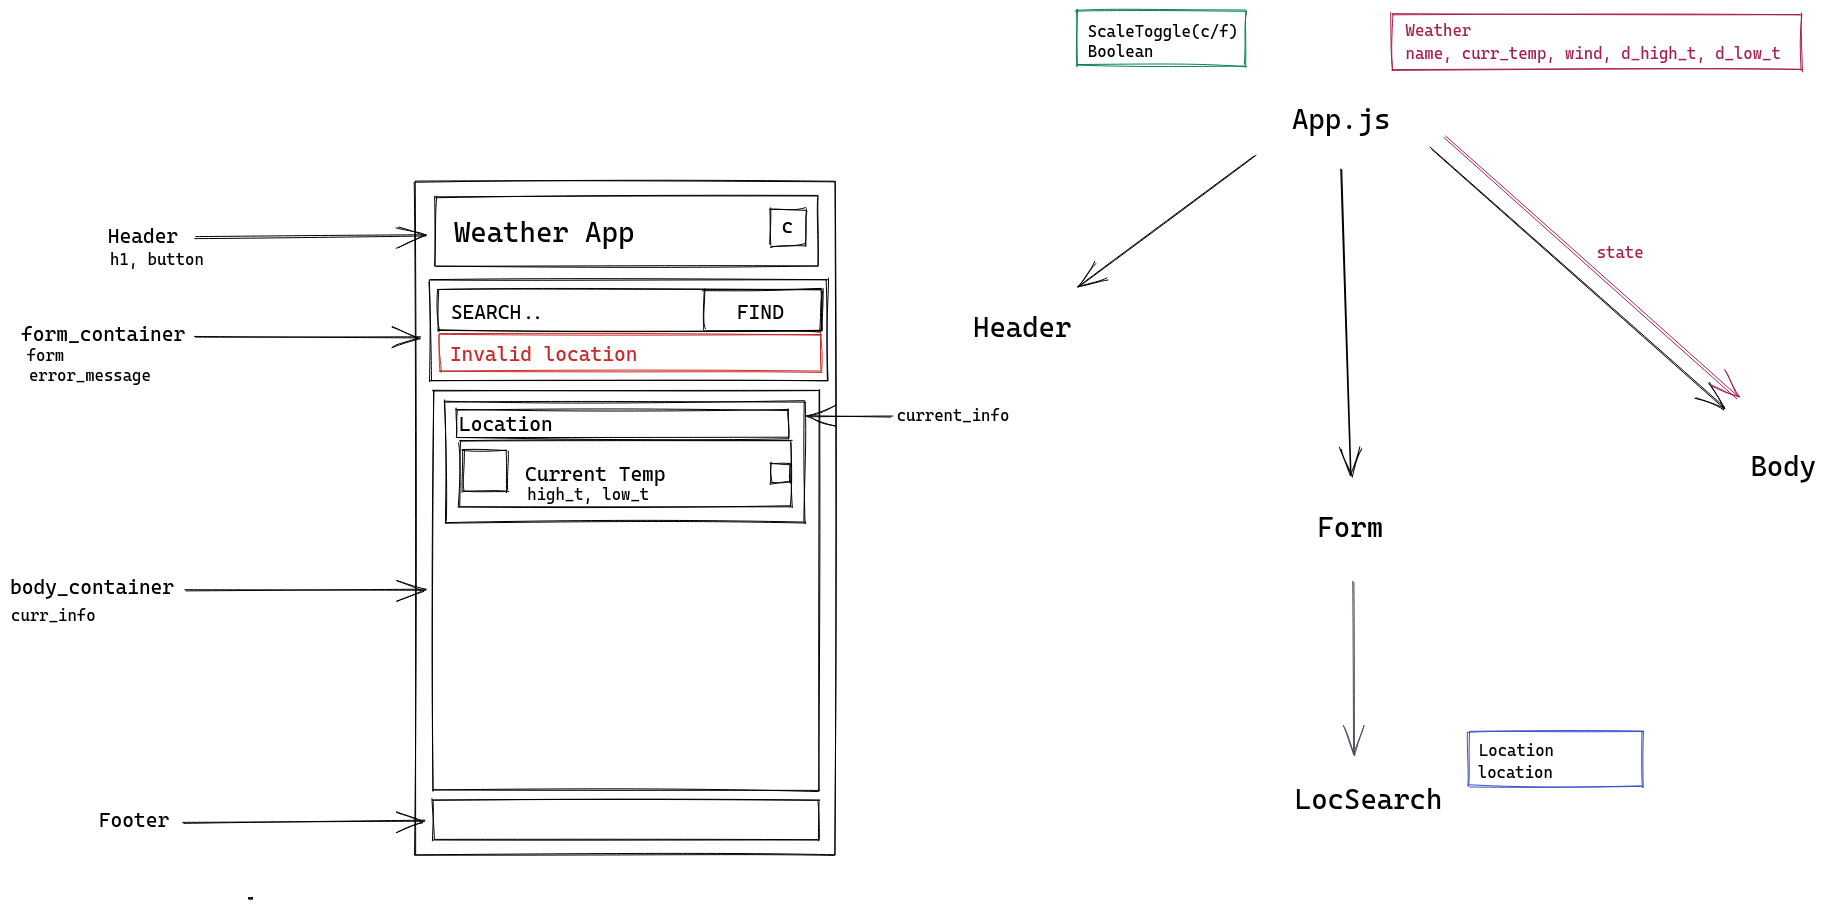 ScaleToggle(c/f)
Boolean
Weather
name, curr_temp, wind, d_high_t, d_low_t
App.js
state
Header
Body
Form
LocSearch
Location
location
Header
h1, button
Weather App
c
form_container
form
error_message
SEARCH..
FIND
Invalid location
current_info
Location
Current Temp
high_t, low_t
body_container
curr_info
Footer